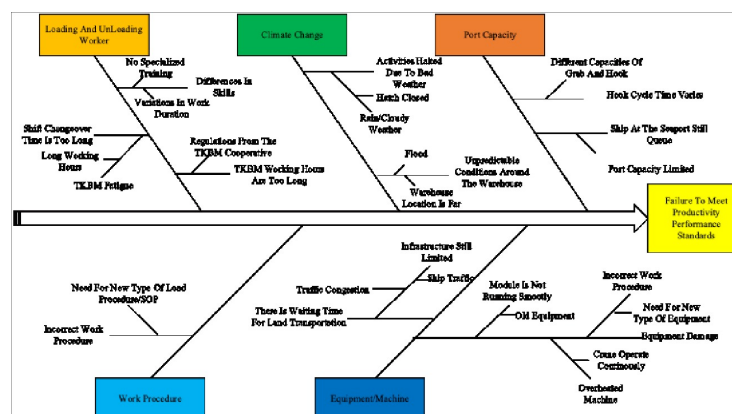 Loading And UnLoading
Worker
Climate Change
Port Capacity
No Specialized
Training
Differences In
Skills
Variations In Work
Duration
Shift Changeover
Time Is Too Long
Long Working
Hours
TKBM Fatigue
Regulations From The
TKBM Cooperative
TKBM Working Hours
Are Too Long
Activities Halted
Due To Bad
Weather
Hatch Closed
Rain/Cloudy
Weather
Flood
Unpredictable
Conditions Around
The Warehouse
Warehouse
Location Is Far
Different Capacities Of
Grab And Hook
Hook Cycle Time Varies
Ship At The Seaport Still
Queue
Port Capacity Limited
Failure To Meet
Productivity
Performance
Standards
Need For New Type Of Land
Procedure/SOP
Incorrect Work
Procedure
Infrastructure Still
Limited
Ship Traffic
Traffic Congestion
There Is Waiting Time
For Land Transportation
Module Is Not
Running Smoothly
Old Equipment
Incorrect Work
Procedure
Need For New
Type Of Equipment
Equipment Damage
Crane Operate
Continously
Overheated
Machine
Work Procedure
Equipment/Machine